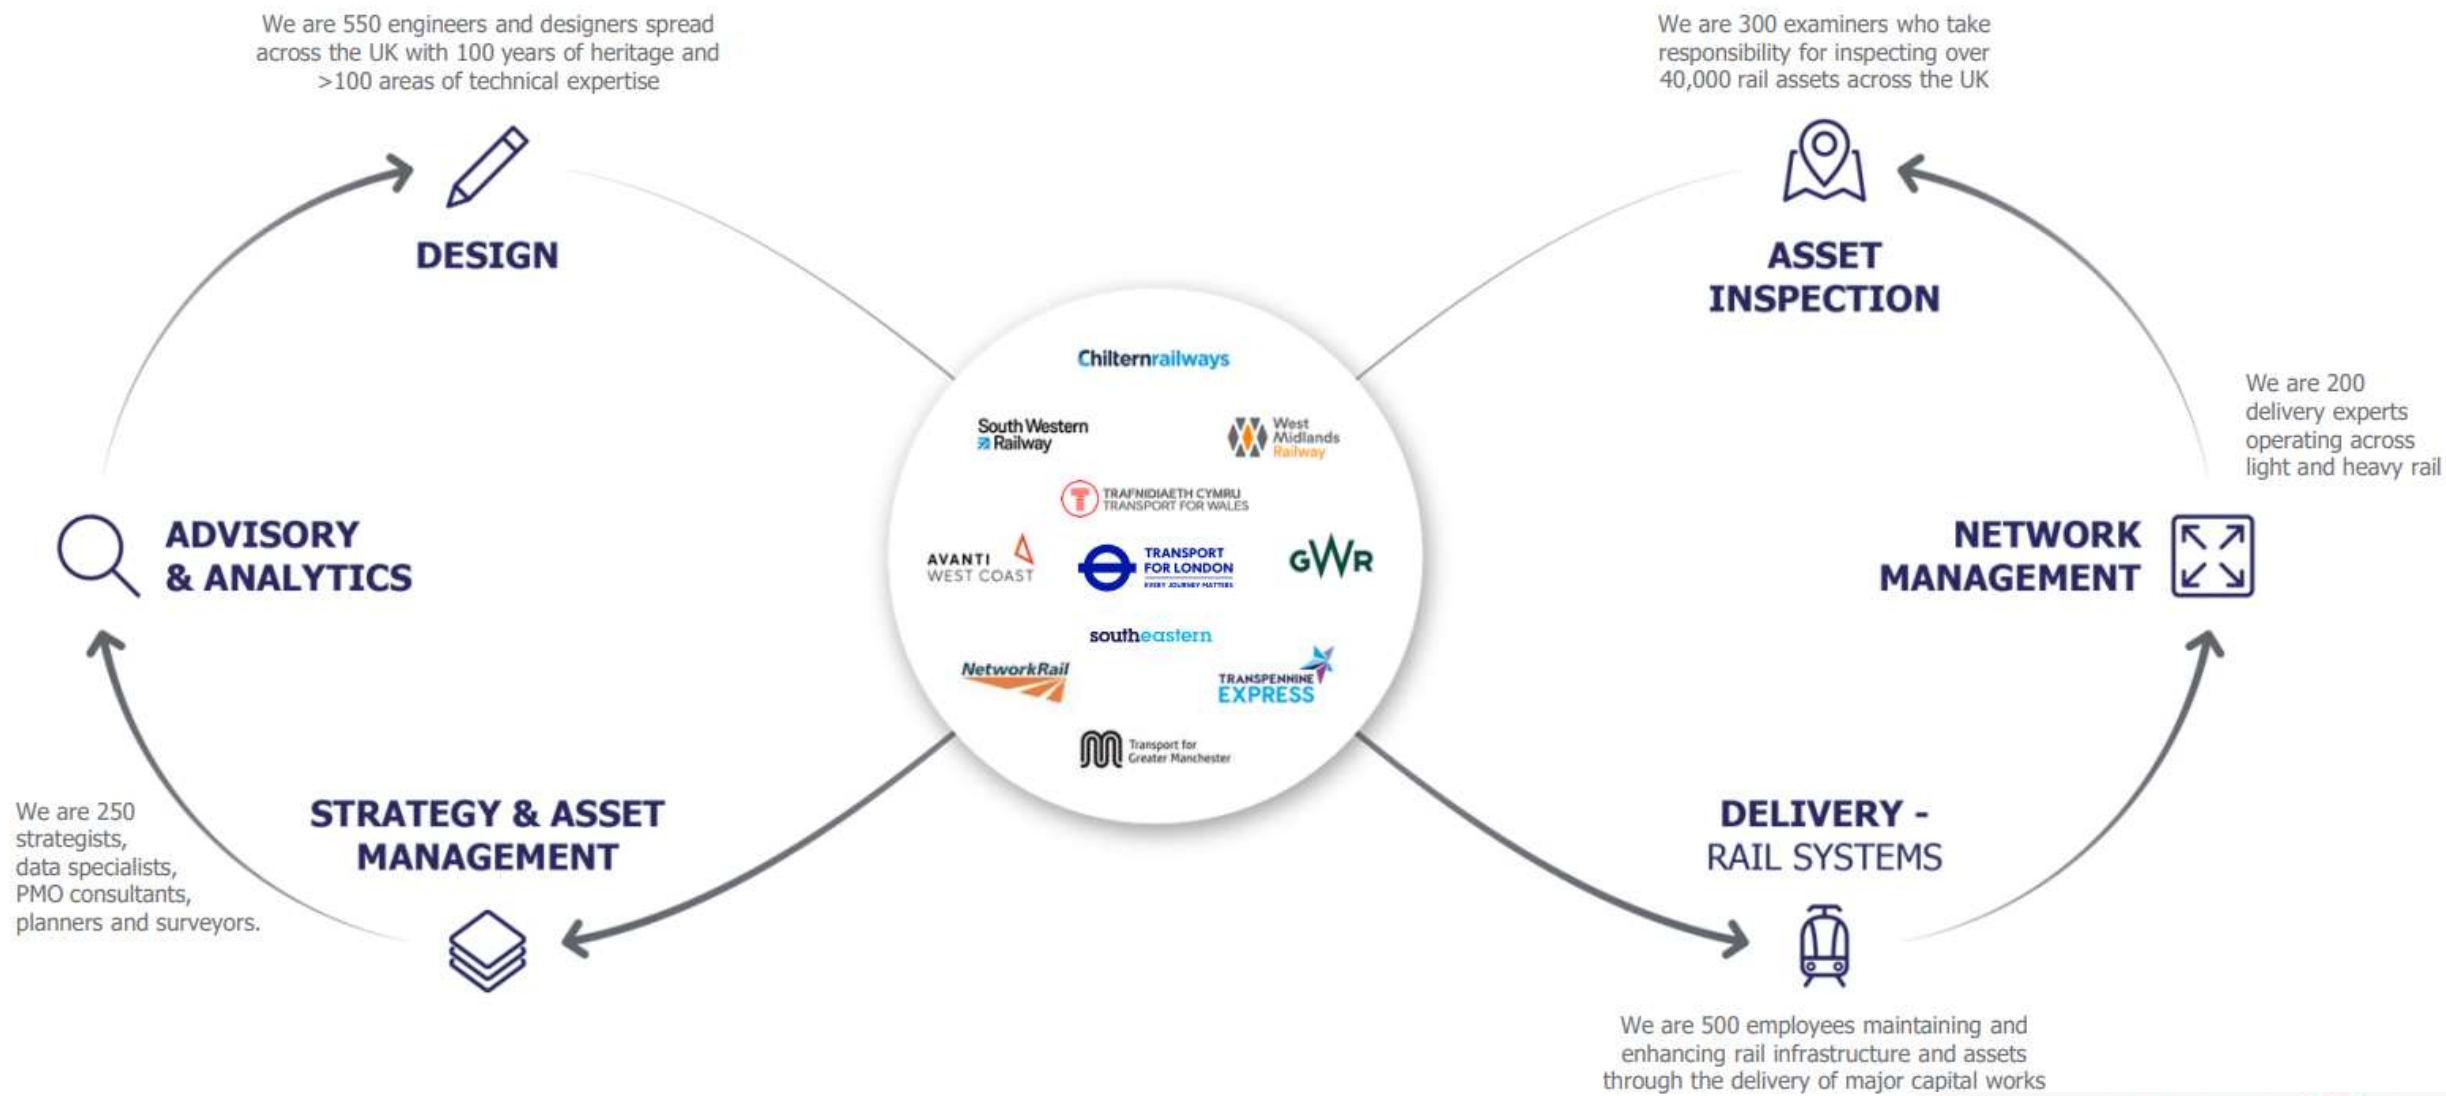 We are 550 engineers and designers spread
across the UK with 100 years of heritage and
>100 areas of technical expertise
DESIGN
ADVISORY
& ANALYTICS
We are 250
strategists,
data specialists,
PMO consultants,
planners and surveyors.
STRATEGY & ASSET
MANAGEMENT
Chilternrailways
South Western
Railway
West
Midlands
Railway
TRAFNIDIAETH CYMRU
TRANSPORT FOR WALES
AVANTI
WEST COAST
TRANSPORT
FOR LONDON
EVERY JOURNEY MATTERS
GWR
southeastern
NetworkRail
TRANSPENNINE
EXPRESS
Transport for
Greater Manchester
We are 300 examiners who take
responsibility for inspecting over
40,000 rail assets across the UK
ASSET
INSPECTION
We are 200
delivery experts
operating across
light and heavy rail
NETWORK
MANAGEMENT
DELIVERY -
RAIL SYSTEMS
We are 500 employees maintaining and
enhancing rail infrastructure and assets
through the delivery of major capital works